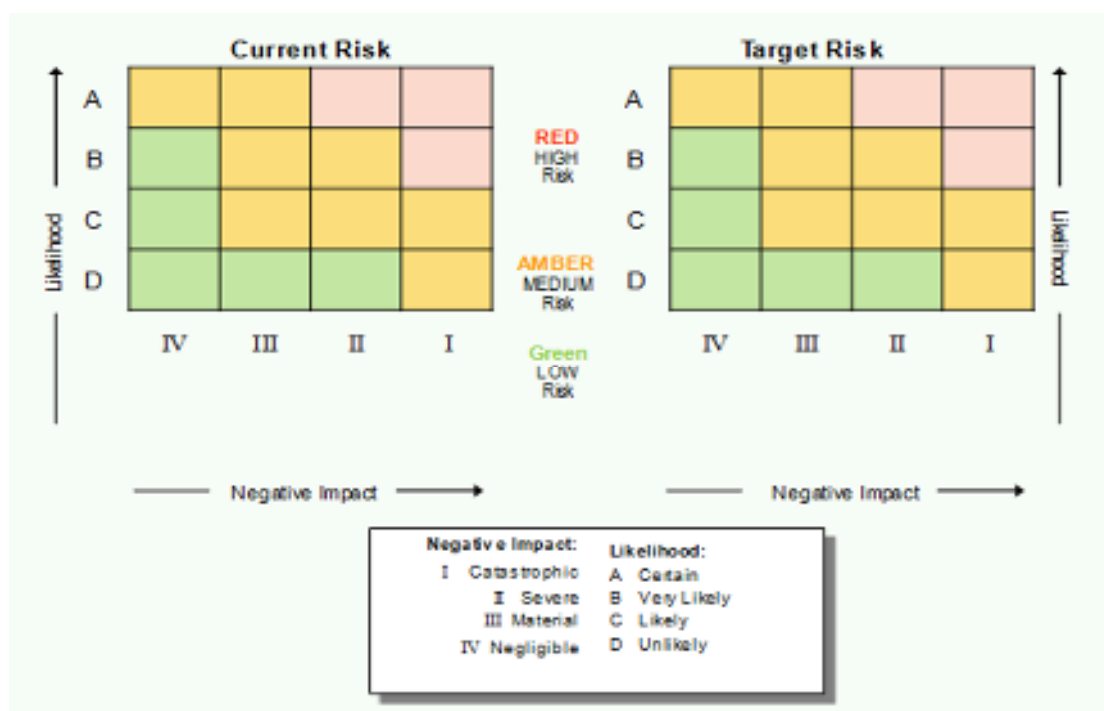 Current Risk
Target Risk
A
B
C
D
Likelihood
IV III II I
Negative Impact
RED
HIGH
Risk
AMBER
MEDIUM
Risk
Green
LOW
Risk
A
B
C
D
Likelihood
IV III II I
Negative Impact
Negative Impact:
I Catastrophic
II Severe
III Material
IV Negligible
Likelihood:
A Certain
B Very Likely
C Likely
D Unlikely